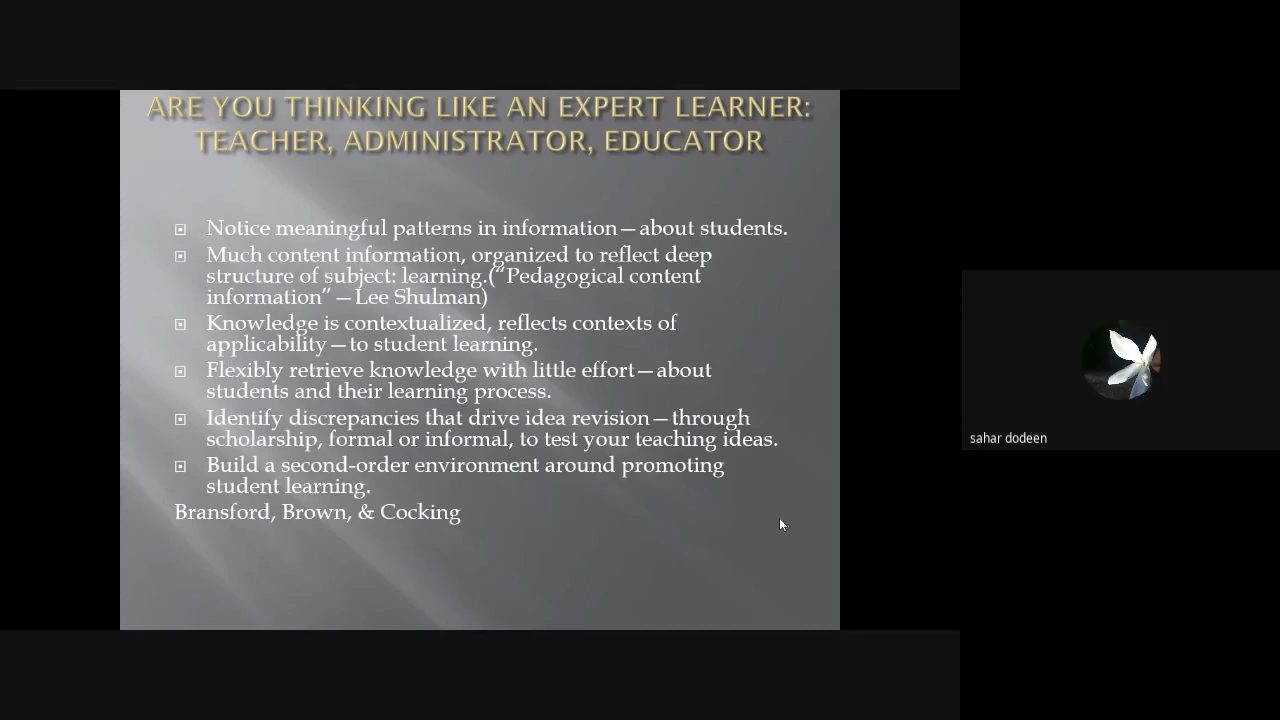 ARE YOU THINKING LIKE AN EXPERT LEARNER:
TEACHER, ADMINISTRATOR, EDUCATOR
Notice meaningful patterns in information—about students.
Much content information, organized to reflect deep
structure of subject: learning.(“Pedagogical content
information”—Lee Shulman)
Knowledge is contextualized, reflects contexts of
applicability—to student learning.
Flexibly retrieve knowledge with little effort—about
students and their learning process.
Identify discrepancies that drive idea revision—through
scholarship, formal or informal, to test your teaching ideas.
Build a second-order environment around promoting
student learning.
Bransford, Brown, & Cocking
sahar dodeen